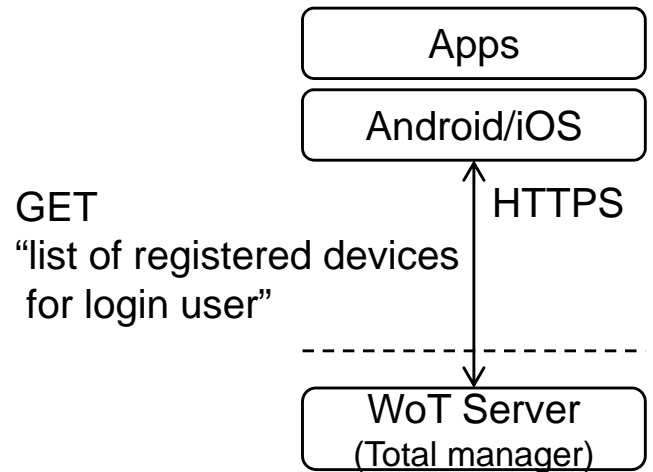 Apps
Android/iOS
HTTPS
GET
“list of registered devices
for login user”
WoT Server
(Total manager)